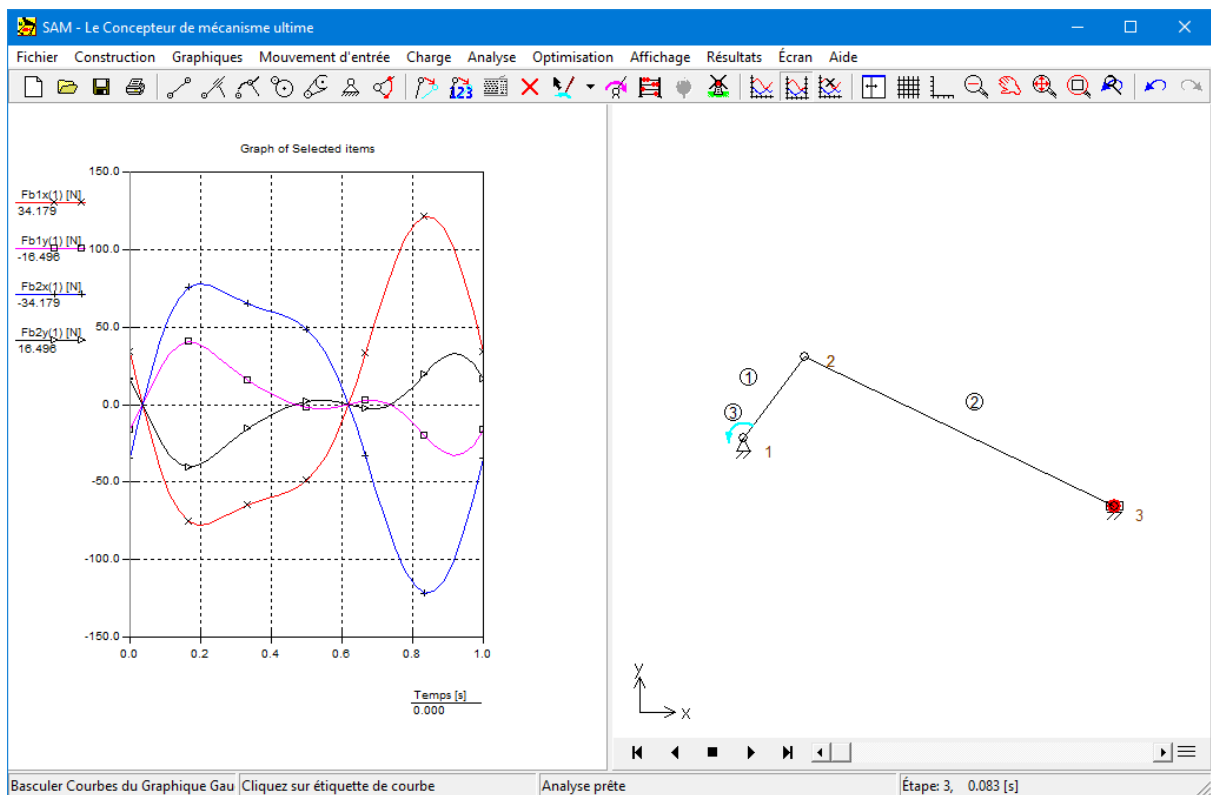 SAM - Le Concepteur de mécanisme ultime
Fichier Construction Graphiques Mouvement d'entrée Charge Analyse Optimisation Affichage Résultats Écran Aide
123
Graph of Selected items
150.0
100.0
50.0
0.0
-50.0
-100.0
-150.0
0.0 0.2 0.4 0.6 0.8 1.0
Fb1x(1) [N]
34.179
Fb1y(1) [N]
-16.496
Fb2x(1) [N]
-34.179
Fb2y(1) [N]
16.496
Temps [s]
0.000
1
2
3
2
1
3
y
x
Basculer Courbes du Graphique Gau Cliquez sur étiquette de courbe Analyse prête Étape: 3, 0.083 [s]